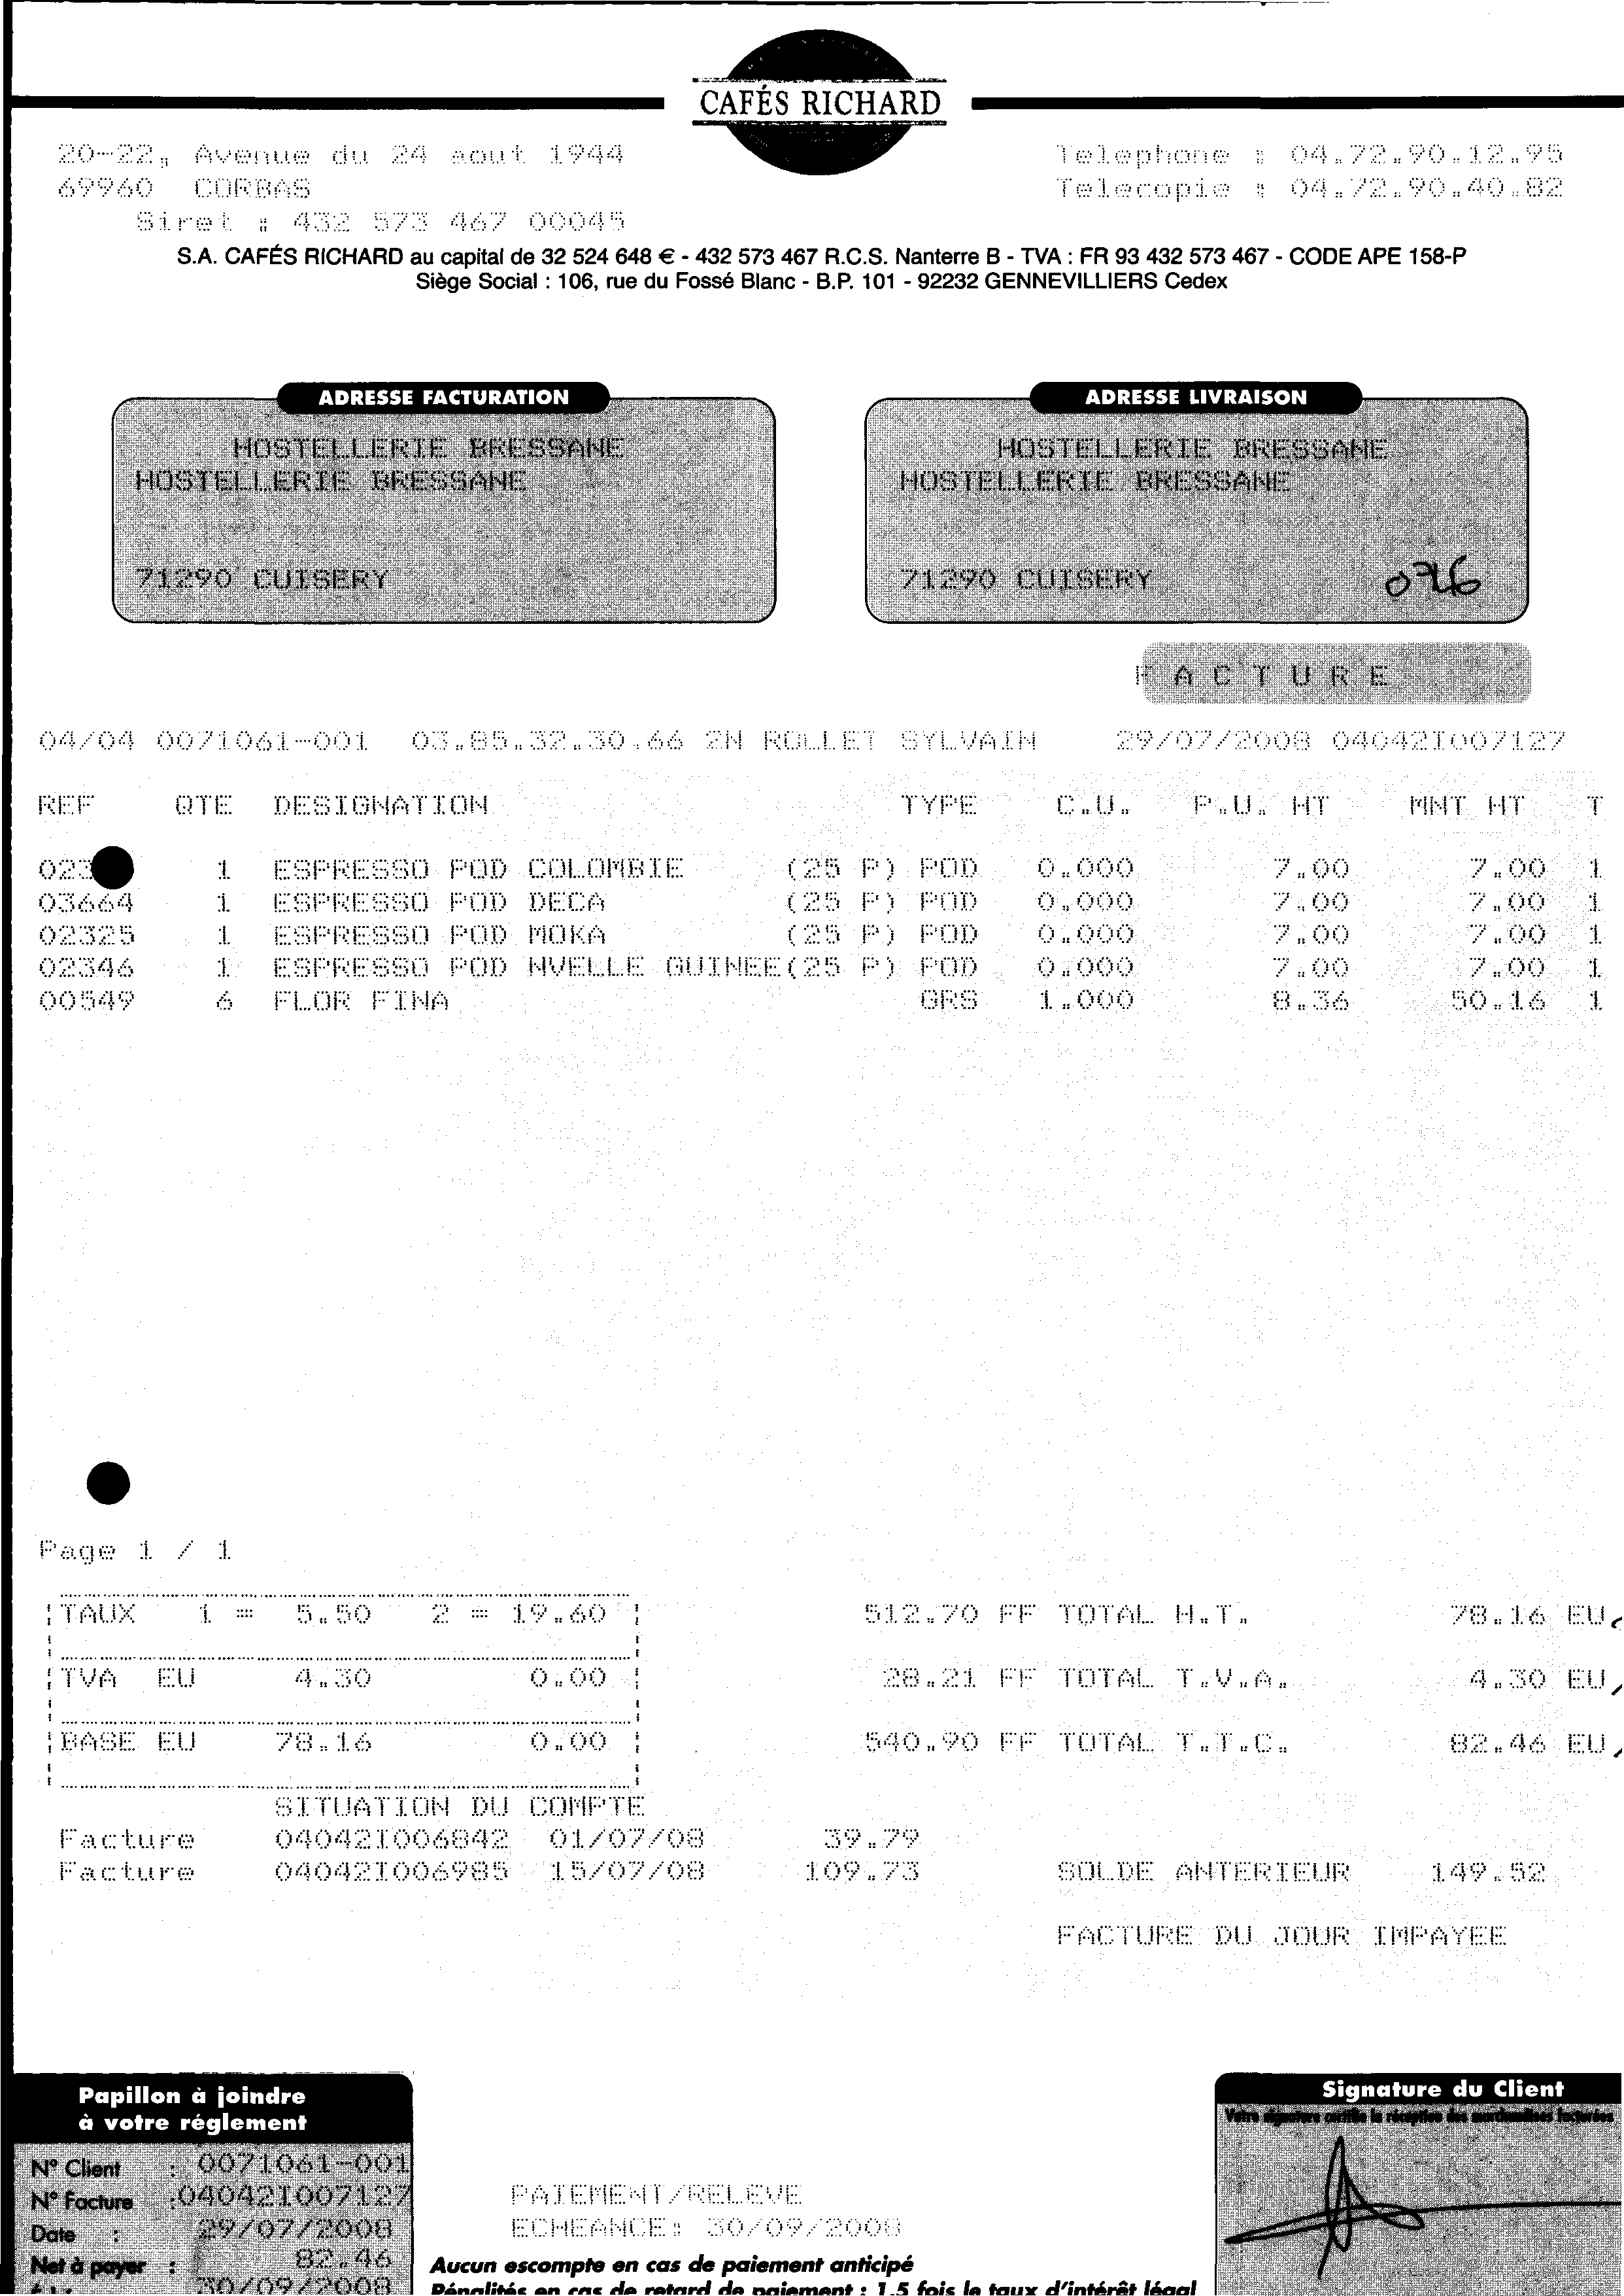 CAFÉS RICHARD
20-22, Avenue du 24 aout 1944
69960 CORBAS
Siret : 432 573 467 00045
Telephone : 04.72.90.12.95
Telecopie : 04.72.90.40.82
S.A. CAFÉS RICHARD au capital de 32 524 648 € - 432 573 467 R.C.S. Nanterre B - TVA : FR 93 432 573 467 - CODE APE 158-P
Siège Social : 106, rue du Fossé Blanc - B.P. 101 - 92232 GENNEVILLIERS Cedex
ADRESSE FACTURATION
HOSTELLERIE BRESSANE
HOSTELLERIE BRESSANE
71290 CUISERY
ADRESSE LIVRAISON
HOSTELLERIE BRESSANE
HOSTELLERIE BRESSANE
71290 CUISERY
F A C T U R E
04/04 0071061-001 03.85.32.30.66 2N ROLLET SYLVAIN 29/07/2008 04042I007127
REF QTE DESIGNATION TYPE C.U. P.U. HT MNT HT T
1 ESPRESSO POD COLOMBIE (25 P) POD 0.000 7.00 7.00 1
03664 1 ESPRESSO POD DECA (25 P) POD 0.000 7.00 7.00 1
02325 1 ESPRESSO POD MOKA (25 P) POD 0.000 7.00 7.00 1
02346 1 ESPRESSO POD NVELLE GUINEE(25 P) POD 0.000 7.00 7.00 1
00549 6 FLOR FINA GRS 1.000 8.36 50.16 1
Page 1 / 1
TAUX 1 = 5.50 2 = 19.60 512.70 FF TOTAL H.T. 78.16 EU
TVA EU 4.30 0.00 28.21 FF TOTAL T.V.A. 4.30 EU
BASE EU 78.16 0.00 540.90 FF TOTAL T.T.C. 82.46 EU
SITUATION DU COMPTE
Facture 04042I006842 01/07/08 39.79
Facture 04042I006985 15/07/08 109.73 SOLDE ANTERIEUR 149.52
FACTURE DU JOUR IMPAYEE
Papillon à joindre
à votre réglement
N° Client : 0071061-001
N° Facture :04042I007127
Date : 29/07/2008
Net à payer : 82.46
30/09/2008
PAIEMENT/RELEVE
ECHEANCE: 30/09/2008
Aucun escompte en cas de paiement anticipé
Pénalités en cas de retard de paiement : 1,5 fois le taux d'intérêt légal
Signature du Client
Votre signature certifie la réception des marchandises facturées